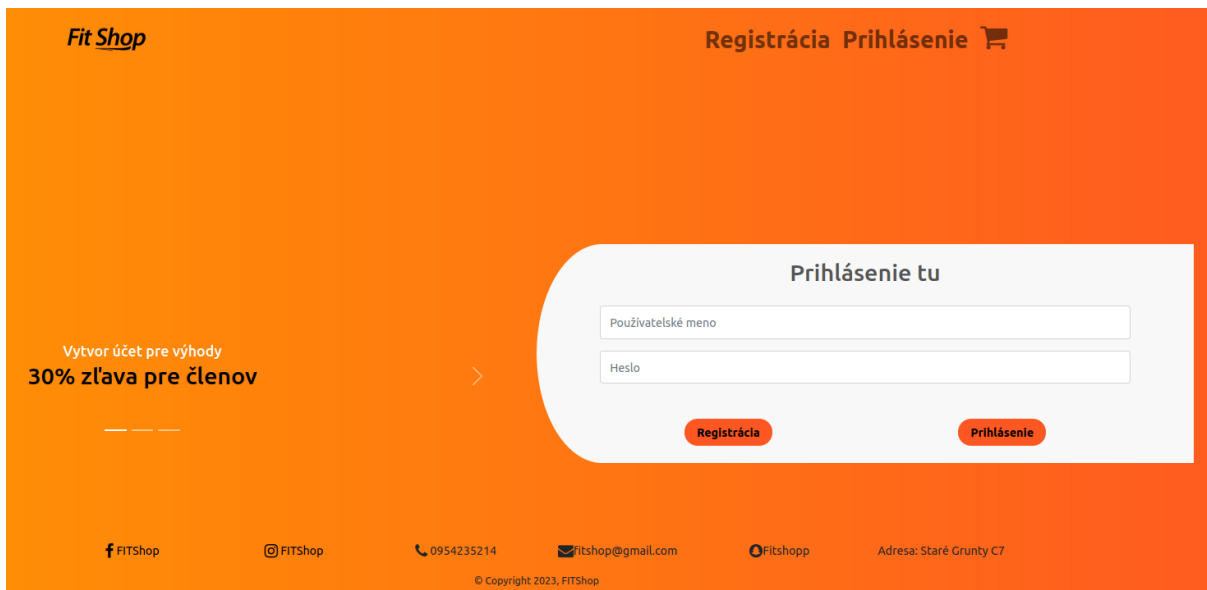 Fit Shop
Registrácia Prihlásenie
Prihlásenie tu
Používatelské meno
Heslo
Registrácia
Prihlásenie
Vytvor účet pre výhody
30% zľava pre členov
FITShop
FITShop
0954235214
fitshop@gmail.com
Fitshopp
Adresa: Staré Grunty C7
© Copyright 2023, FITShop